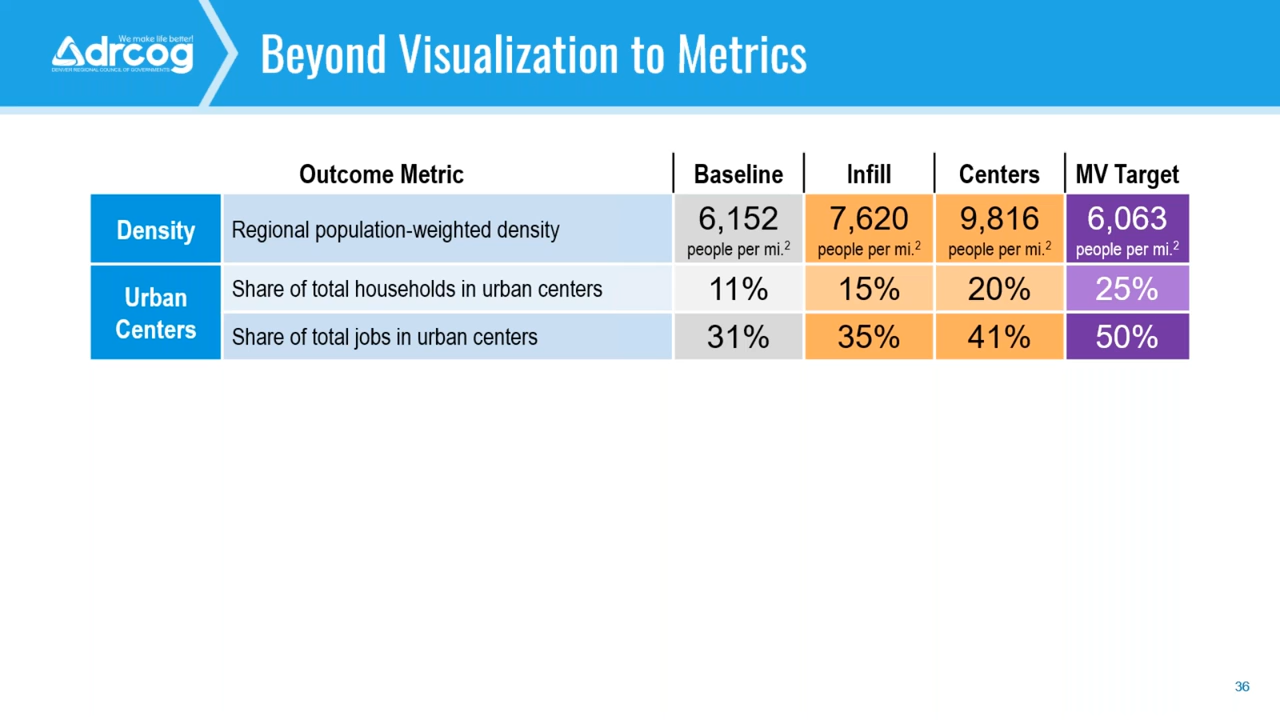 We make life better!
drcog
DENVER REGIONAL COUNCIL OF GOVERNMENTS
Beyond Visualization to Metrics
Outcome Metric Baseline Infill Centers MV Target
Density Regional population-weighted density 6,152 people per mi.² 7,620 people per mi.² 9,816 people per mi.² 6,063 people per mi.²
Urban Centers Share of total households in urban centers 11% 15% 20% 25%
Share of total jobs in urban centers 31% 35% 41% 50%
36